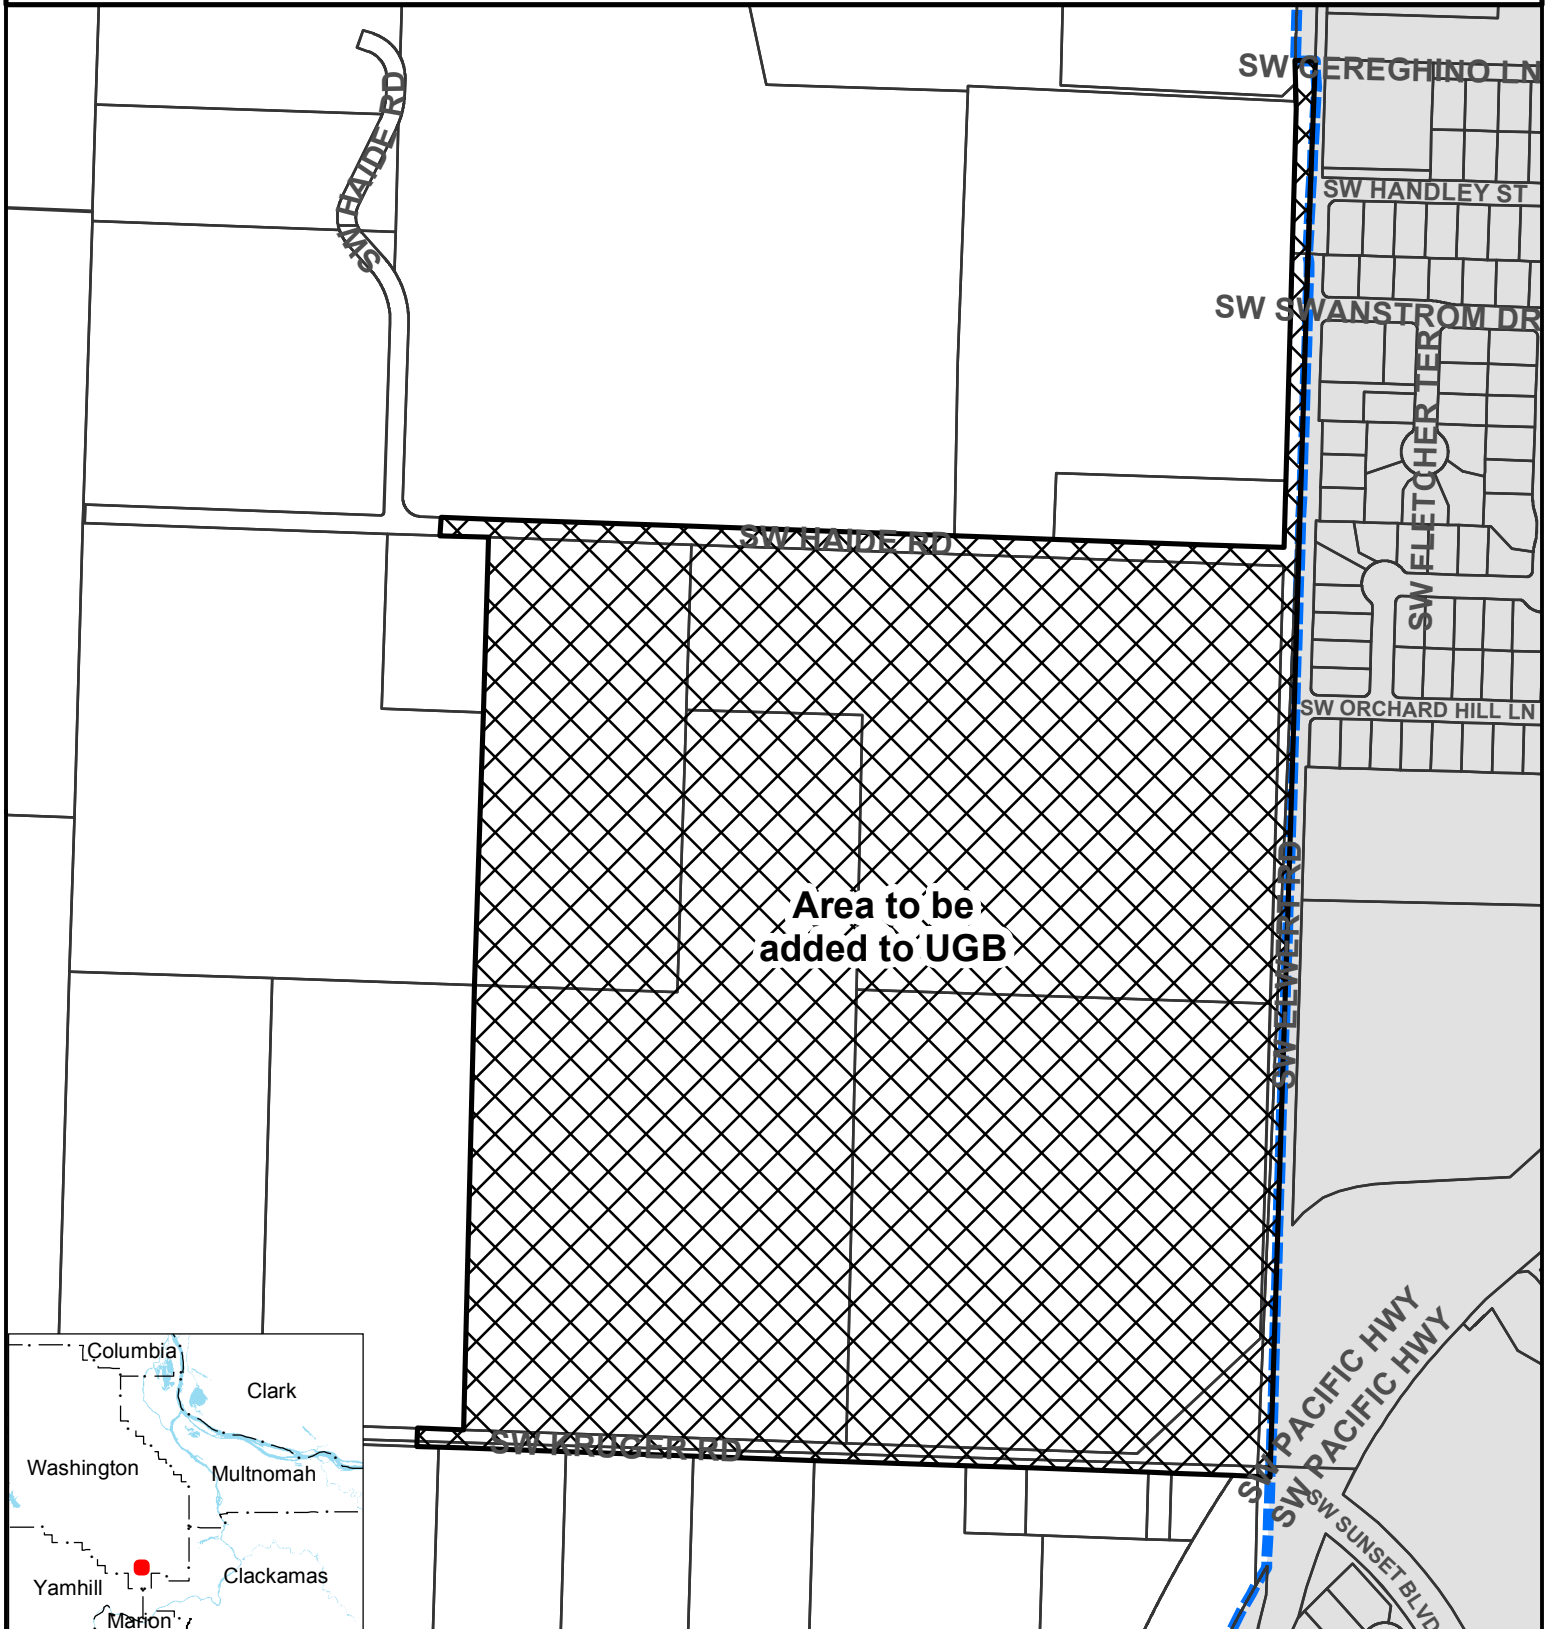 SW CEREGHINO LN
SW HAIDE RD
SW HANDLEY ST
SW SWANSTROM DR
SW FLETCHER TER
SW HAIDE RD
SW ORCHARD HILL LN
Area to be
added to UGB
SW ELWERT RD
SW PACIFIC HWY
SW PACIFIC HWY
SW KRUGER RD
SW SUNSET BLVD
Columbia
Clark
Washington
Multnomah
Yamhill
Clackamas
Marion